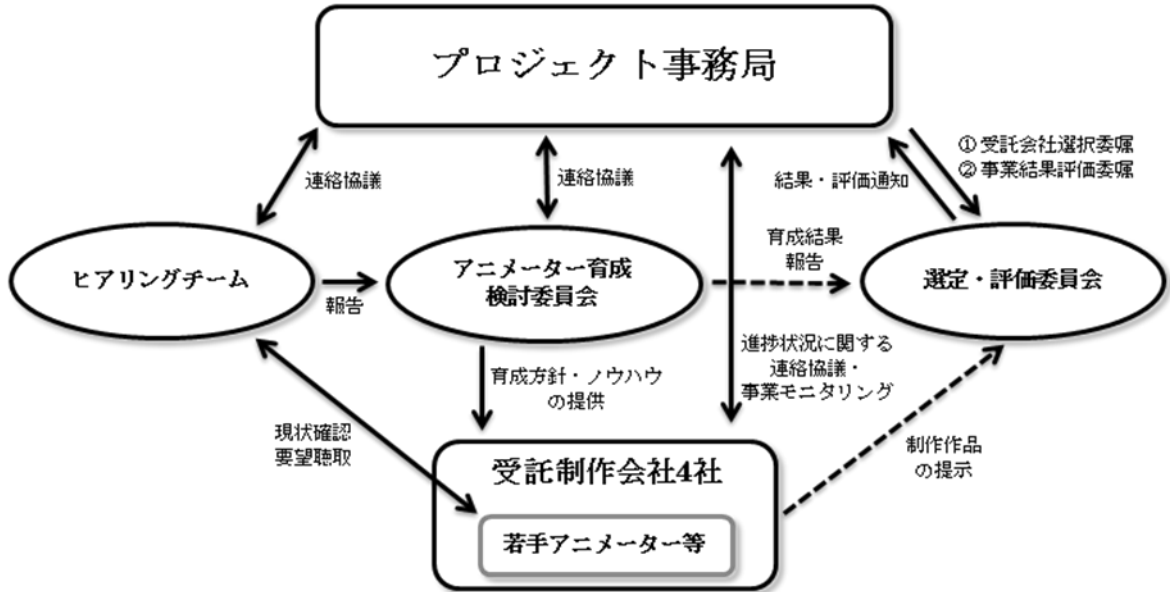 プロジェクト事務局
① 受託会社選択委嘱
② 事業結果評価委嘱
連絡協議
連絡協議
結果・評価通知
ヒアリングチーム
報告
アニメーター育成
検討委員会
育成結果
報告
選定・評価委員会
育成方針・ノウハウ
の提供
進捗状況に関する
連絡協議・
事業モニタリング
現状確認
要望聴取
制作作品
の提示
受託制作会社4社
若手アニメーター等